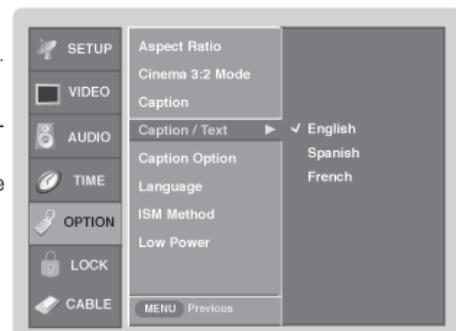 SETUP
VIDEO
AUDIO
TIME
OPTION
LOCK
CABLE
Aspect Ratio
Cinema 3:2 Mode
Caption
Caption / Text ▶
Caption Option
Language
ISM Method
Low Power
MENU Previous
✓ English
Spanish
French